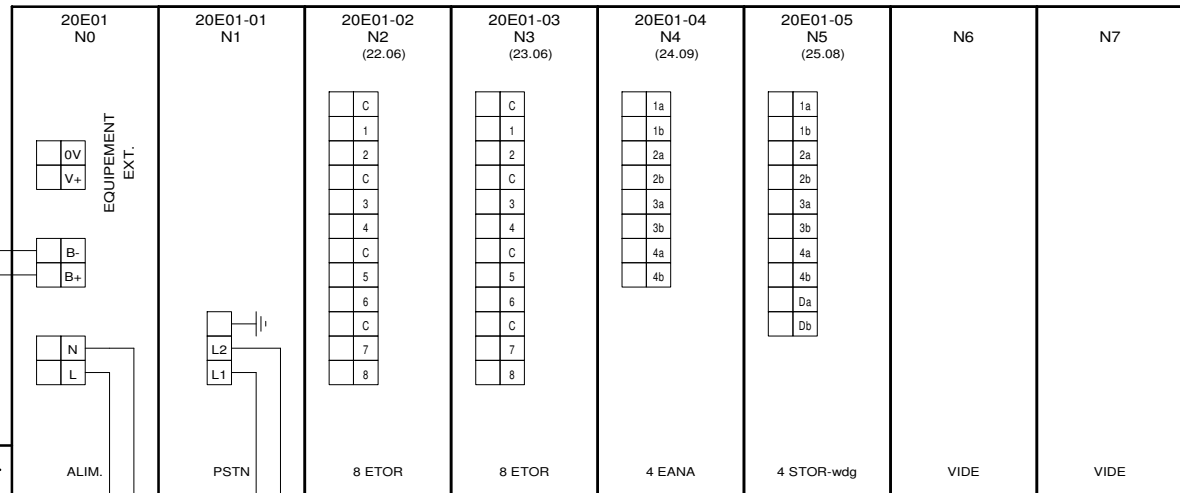 20E01
N0
0V
V+
EQUIPEMENT
EXT.
B-
B+
N
L
ALIM.
20E01-01
N1
L2
L1
PSTN
20E01-02
N2
(22.06)
C
1
2
C
3
4
C
5
6
C
7
8
8 ETOR
20E01-03
N3
(23.06)
C
1
2
C
3
4
C
5
6
C
7
8
8 ETOR
20E01-04
N4
(24.09)
1a
1b
2a
2b
3a
3b
4a
4b
4 EANA
20E01-05
N5
(25.08)
1a
1b
2a
2b
3a
3b
4a
4b
Da
Db
4 STOR-wdg
N6
VIDE
N7
VIDE